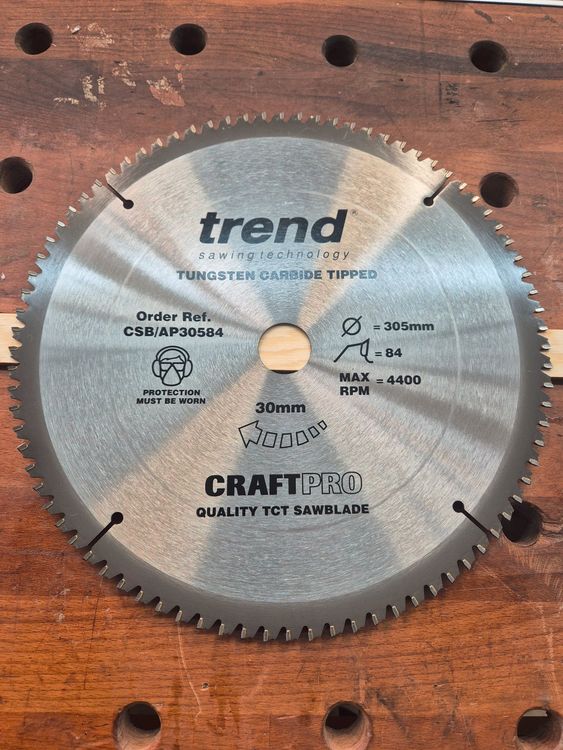 trend®
sawing technology
TUNGSTEN CARBIDE TIPPED
Order Ref.
CSB/AP30584
PROTECTION
MUST BE WORN
= 305mm
= 84
MAX
RPM = 4400
30mm
CRAFTPRO
QUALITY TCT SAWBLADE